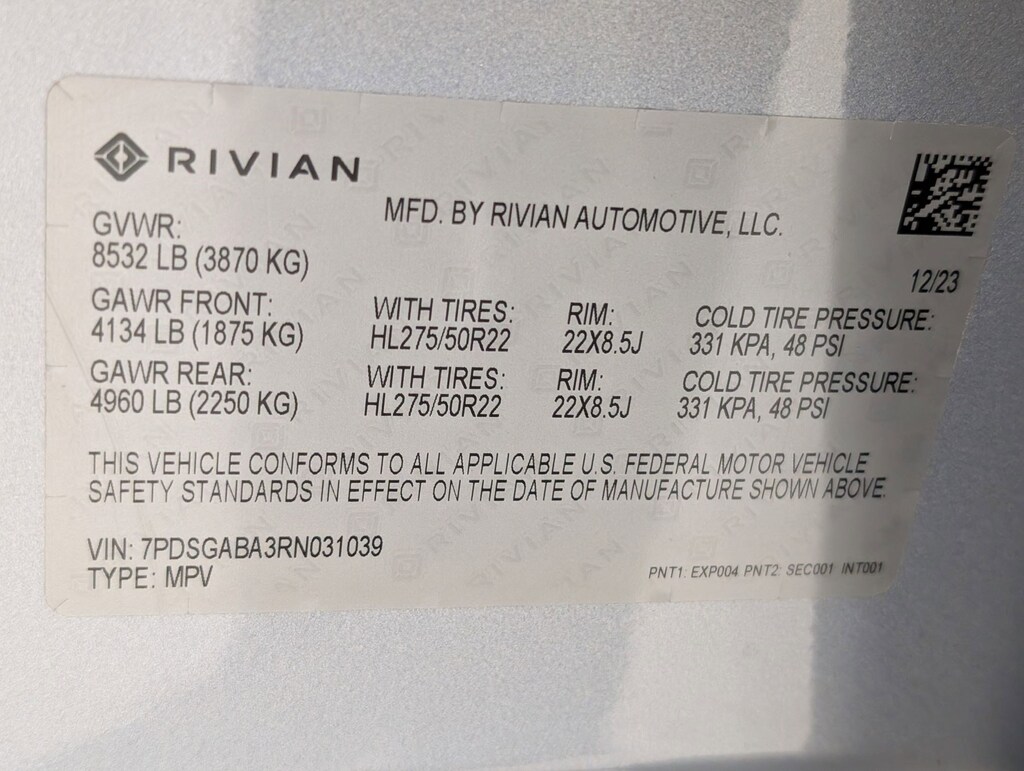 RIVIAN
MFD. BY RIVIAN AUTOMOTIVE, LLC.
GVWR:
8532 LB (3870 KG)
12/23
GAWR FRONT: WITH TIRES: RIM: COLD TIRE PRESSURE:
4134 LB (1875 KG) HL275/50R22 22X8.5J 331 KPA, 48 PSI
GAWR REAR: WITH TIRES: RIM: COLD TIRE PRESSURE:
4960 LB (2250 KG) HL275/50R22 22X8.5J 331 KPA, 48 PSI
THIS VEHICLE CONFORMS TO ALL APPLICABLE U.S. FEDERAL MOTOR VEHICLE
SAFETY STANDARDS IN EFFECT ON THE DATE OF MANUFACTURE SHOWN ABOVE.
VIN: 7PDSGABA3RN031039
TYPE: MPV
PNT1: EXP004 PNT2: SEC001 INT001